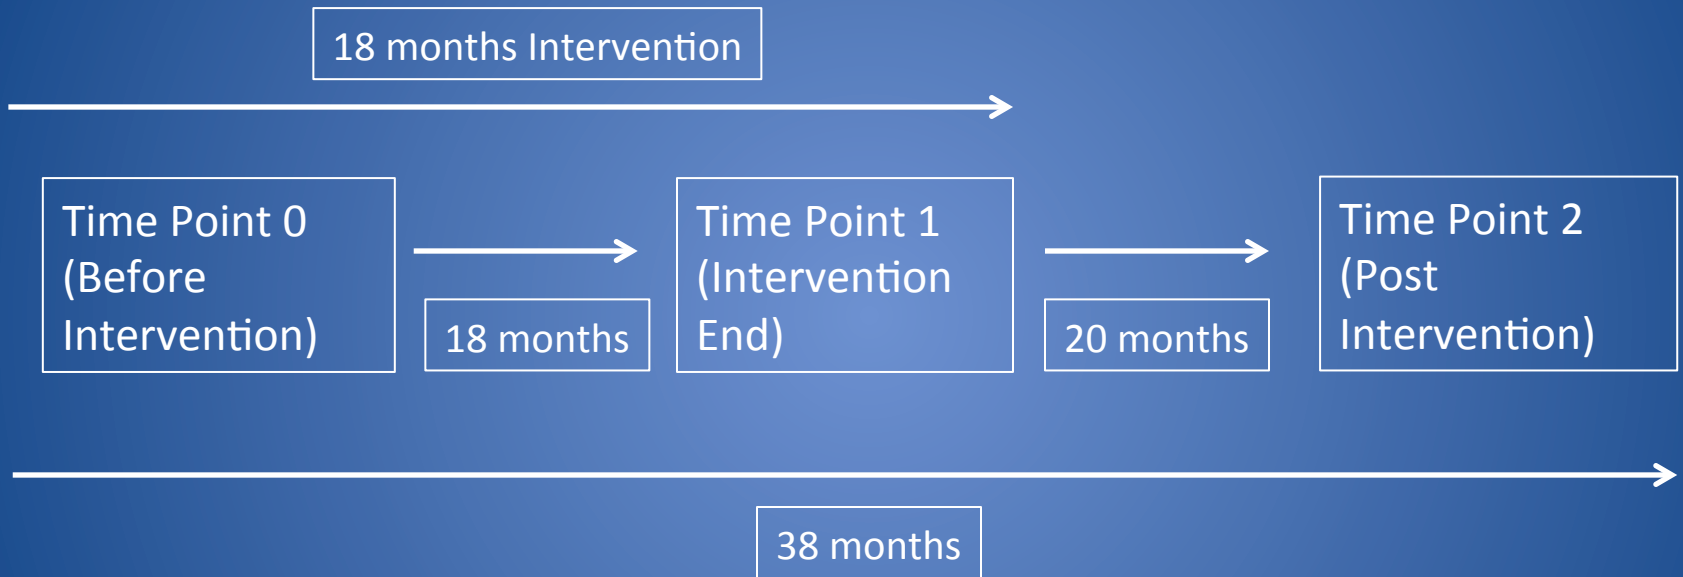 18 months Intervention
Time Point 0
(Before
Intervention)
18 months
Time Point 1
(Intervention
End)
20 months
Time Point 2
(Post
Intervention)
38 months